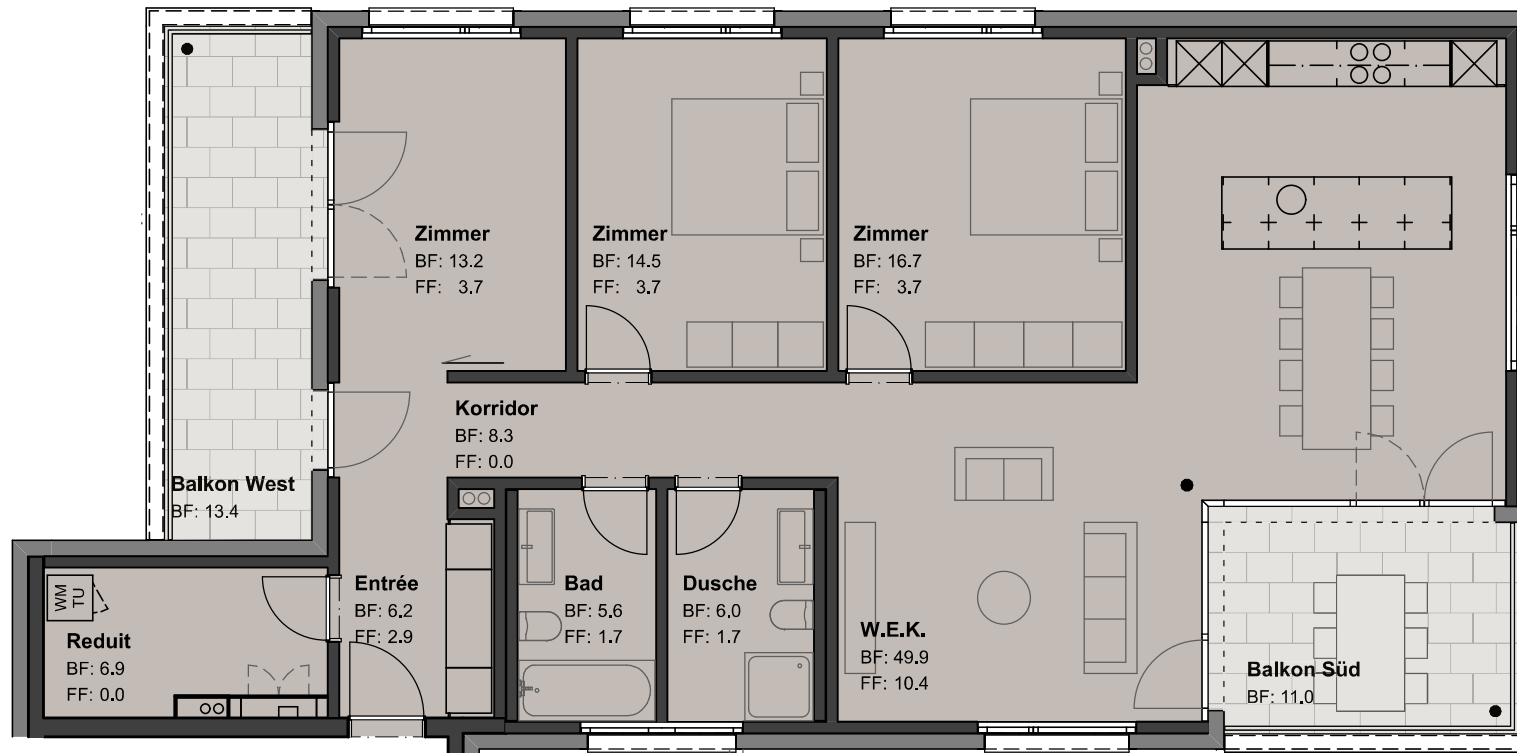 Zimmer
BF: 13.2
FF: 3.7
Zimmer
BF: 14.5
FF: 3.7
Zimmer
BF: 16.7
FF: 3.7
Korridor
BF: 8.3
FF: 0.0
Balkon West
BF: 13.4
WM
TU
Reduit
BF: 6.9
FF: 0.0
Entrée
BF: 6.2
FF: 2.9
Bad
BF: 5.6
FF: 1.7
Dusche
BF: 6.0
FF: 1.7
W.E.K.
BF: 49.9
FF: 10.4
Balkon Süd
BF: 11.0